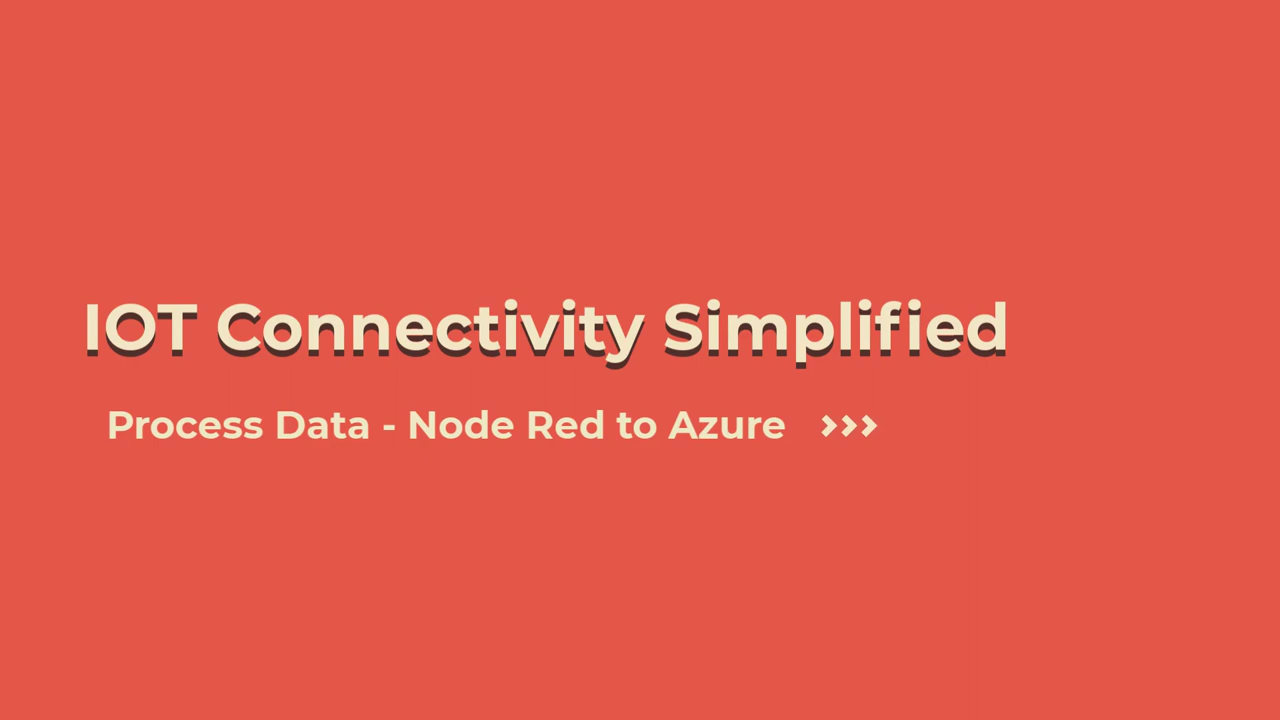 IOT Connectivity Simplified
Process Data - Node Red to Azure